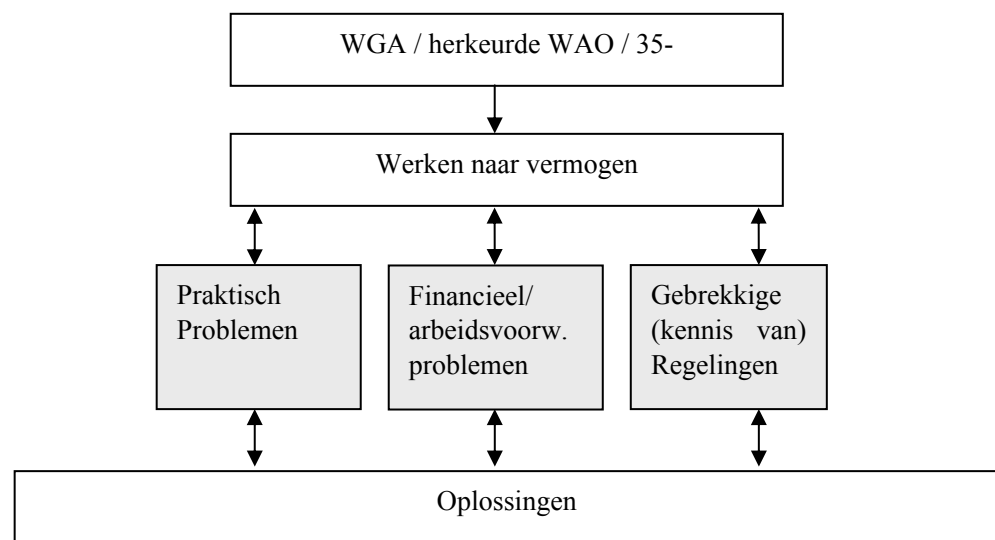 WGA / herkeurde WAO / 35-
Werken naar vermogen
Praktisch
Problemen
Financieel/
arbeidsvoorw.
problemen
Gebrekkige
(kennis van)
Regelingen
Oplossingen